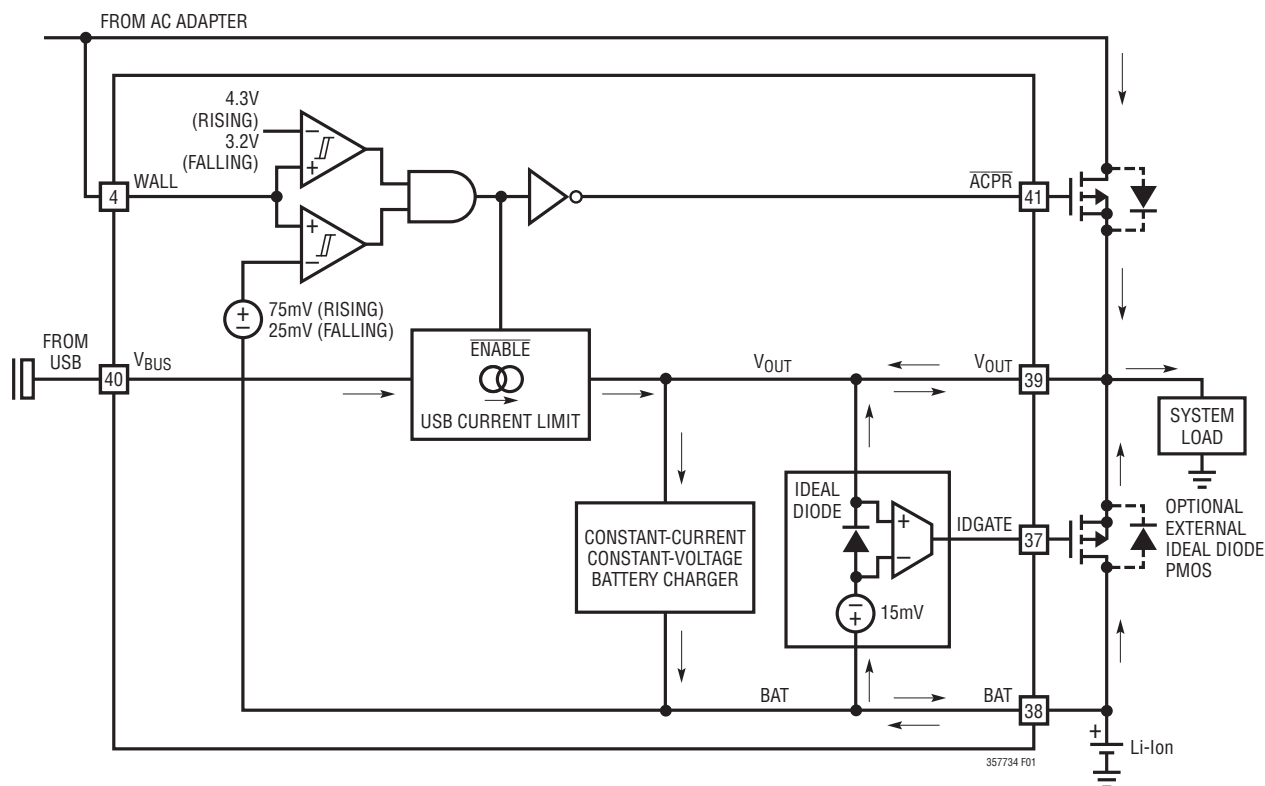 FROM AC ADAPTER
4.3V
(RISING)
3.2V
(FALLING)
−
+
4
WALL
ACPR
41
+
−
+
−
75mV (RISING)
25mV (FALLING)
FROM
USB
40
VBUS
ENABLE
USB CURRENT LIMIT
VOUT
VOUT
39
SYSTEM
LOAD
CONSTANT-CURRENT
CONSTANT-VOLTAGE
BATTERY CHARGER
IDEAL
DIODE
+
−
−
+
15mV
IDGATE
37
OPTIONAL
EXTERNAL
IDEAL DIODE
PMOS
BAT
BAT
38
+
Li-Ion
357734 F01